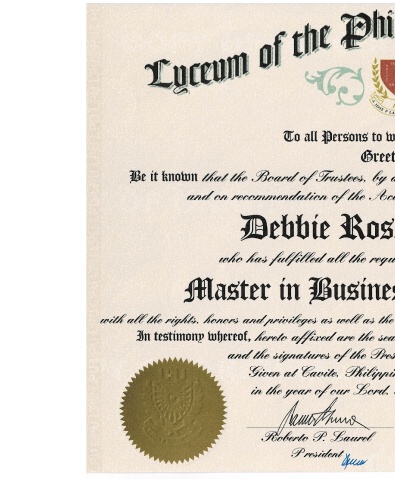 Lyceum of the Phi
To all Persons to w
Greet
Be it known that the Board of Trustees, by a
and on recommendation of the Aca
Debbie Ros
who has fulfilled all the requ
Master in Busines
with all the rights, honors and privileges as well as the
In testimony whereof, hereto affixed are the sea
and the signatures of the Pres
Given at Cavite, Philippi
in the year of our Lord,
Roberto P. Laurel
President